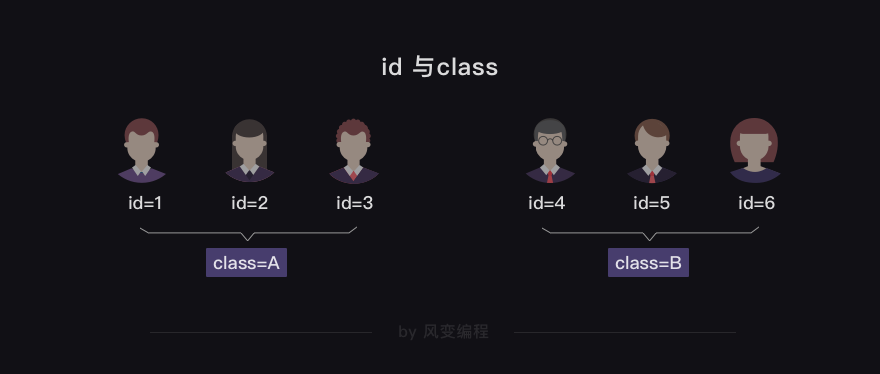 id 与class
id=1 id=2 id=3 id=4 id=5 id=6
class=A class=B
by 风变编程